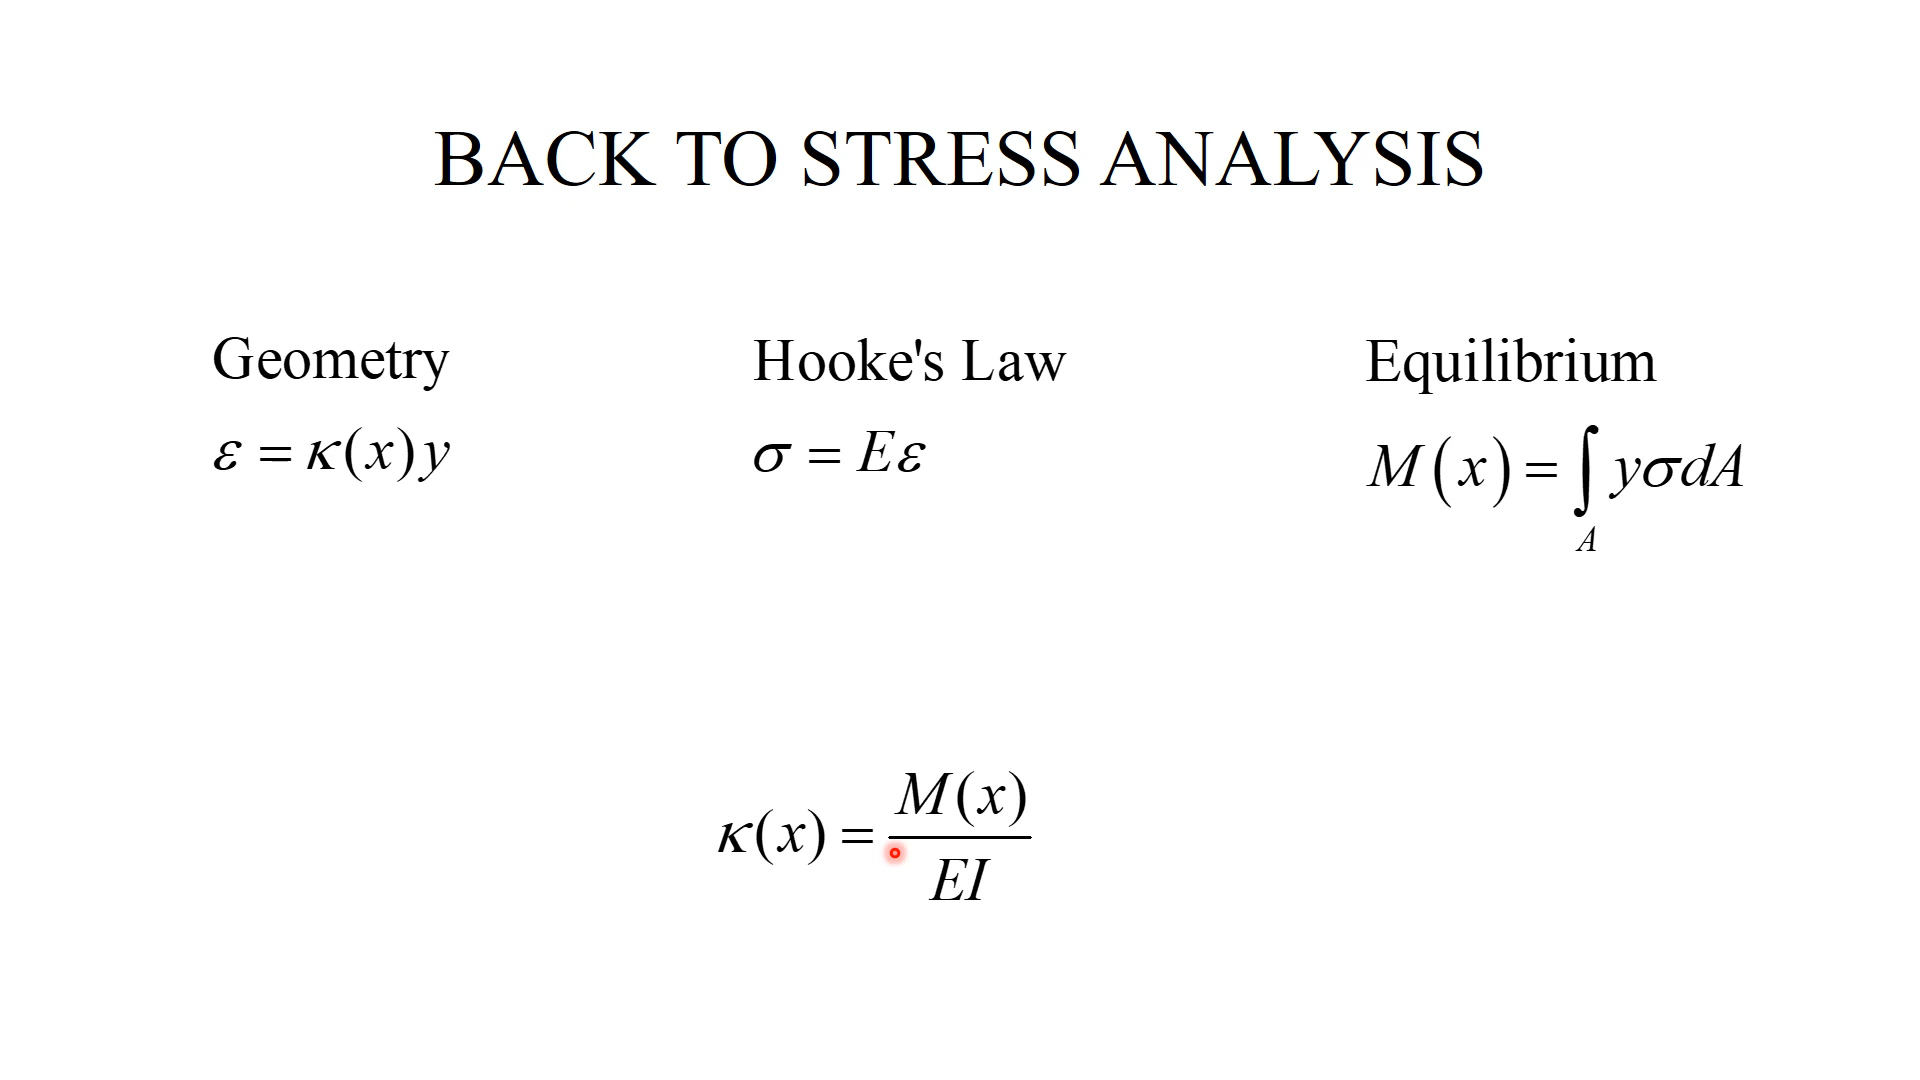 BACK TO STRESS ANALYSIS
Geometry
ε = κ(x)y
Hooke's Law
σ = Eε
Equilibrium
M(x) = ∫_A yσdA
κ(x) = M(x)/EI